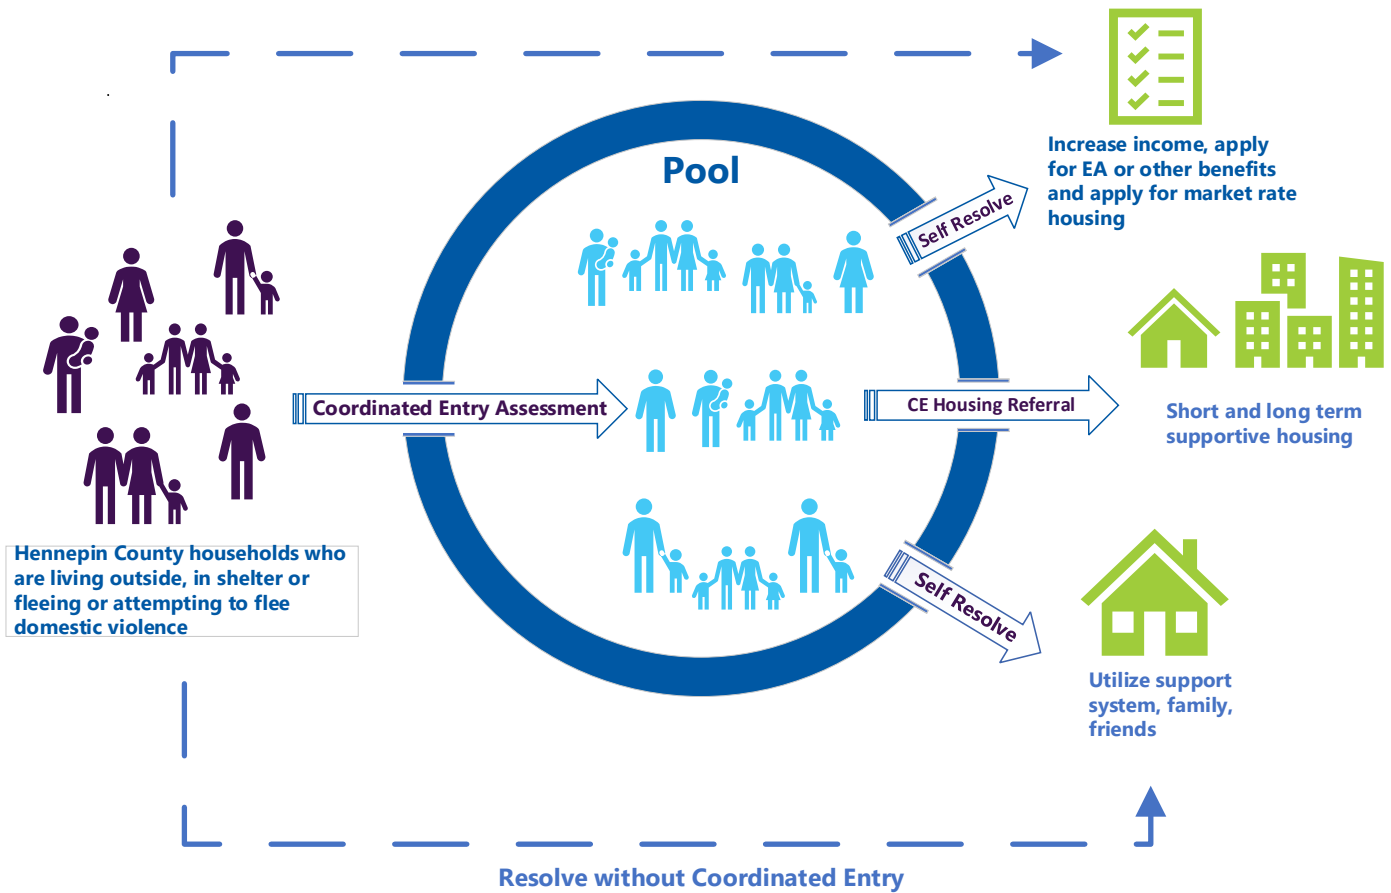 Increase income, apply
for EA or other benefits
and apply for market rate
housing
Pool
Self Resolve
Coordinated Entry Assessment
CE Housing Referral
Short and long term
supportive housing
Hennepin County households who
are living outside, in shelter or
fleeing or attempting to flee
domestic violence
Self Resolve
Utilize support
system, family,
friends
Resolve without Coordinated Entry